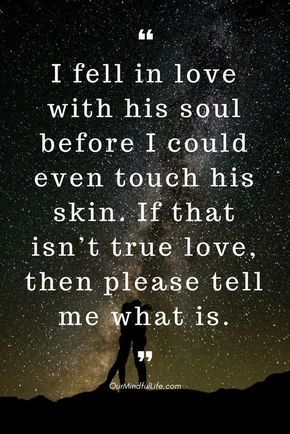 ❝
I fell in love
with his soul
before I could
even touch his
skin. If that
isn’t true love,
then please tell
me what is.
❞
OurMindfulLife.com